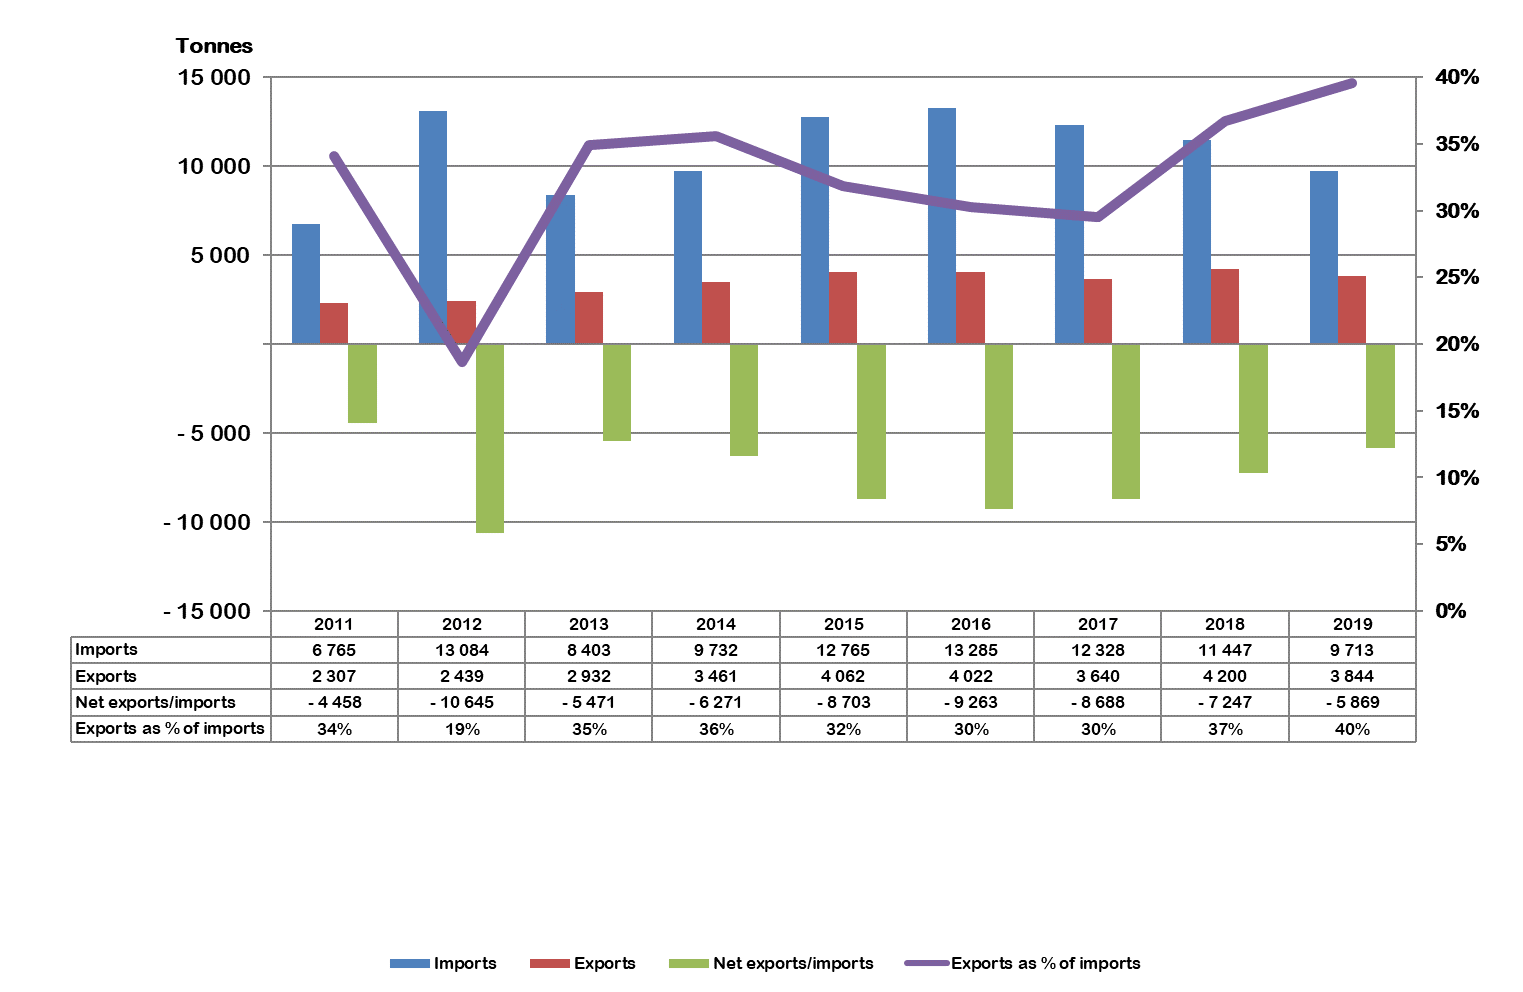 Tonnes
15 000
10 000
5 000
- 5 000
- 10 000
- 15 000
40%
35%
30%
25%
20%
15%
10%
5%
0%
2011 2012 2013 2014 2015 2016 2017 2018 2019
Imports 6 765 13 084 8 403 9 732 12 765 13 285 12 328 11 447 9 713
Exports 2 307 2 439 2 932 3 461 4 062 4 022 3 640 4 200 3 844
Net exports/imports - 4 458 - 10 645 - 5 471 - 6 271 - 8 703 - 9 263 - 8 688 - 7 247 - 5 869
Exports as % of imports 34% 19% 35% 36% 32% 30% 30% 37% 40%
Imports Exports Net exports/imports Exports as % of imports